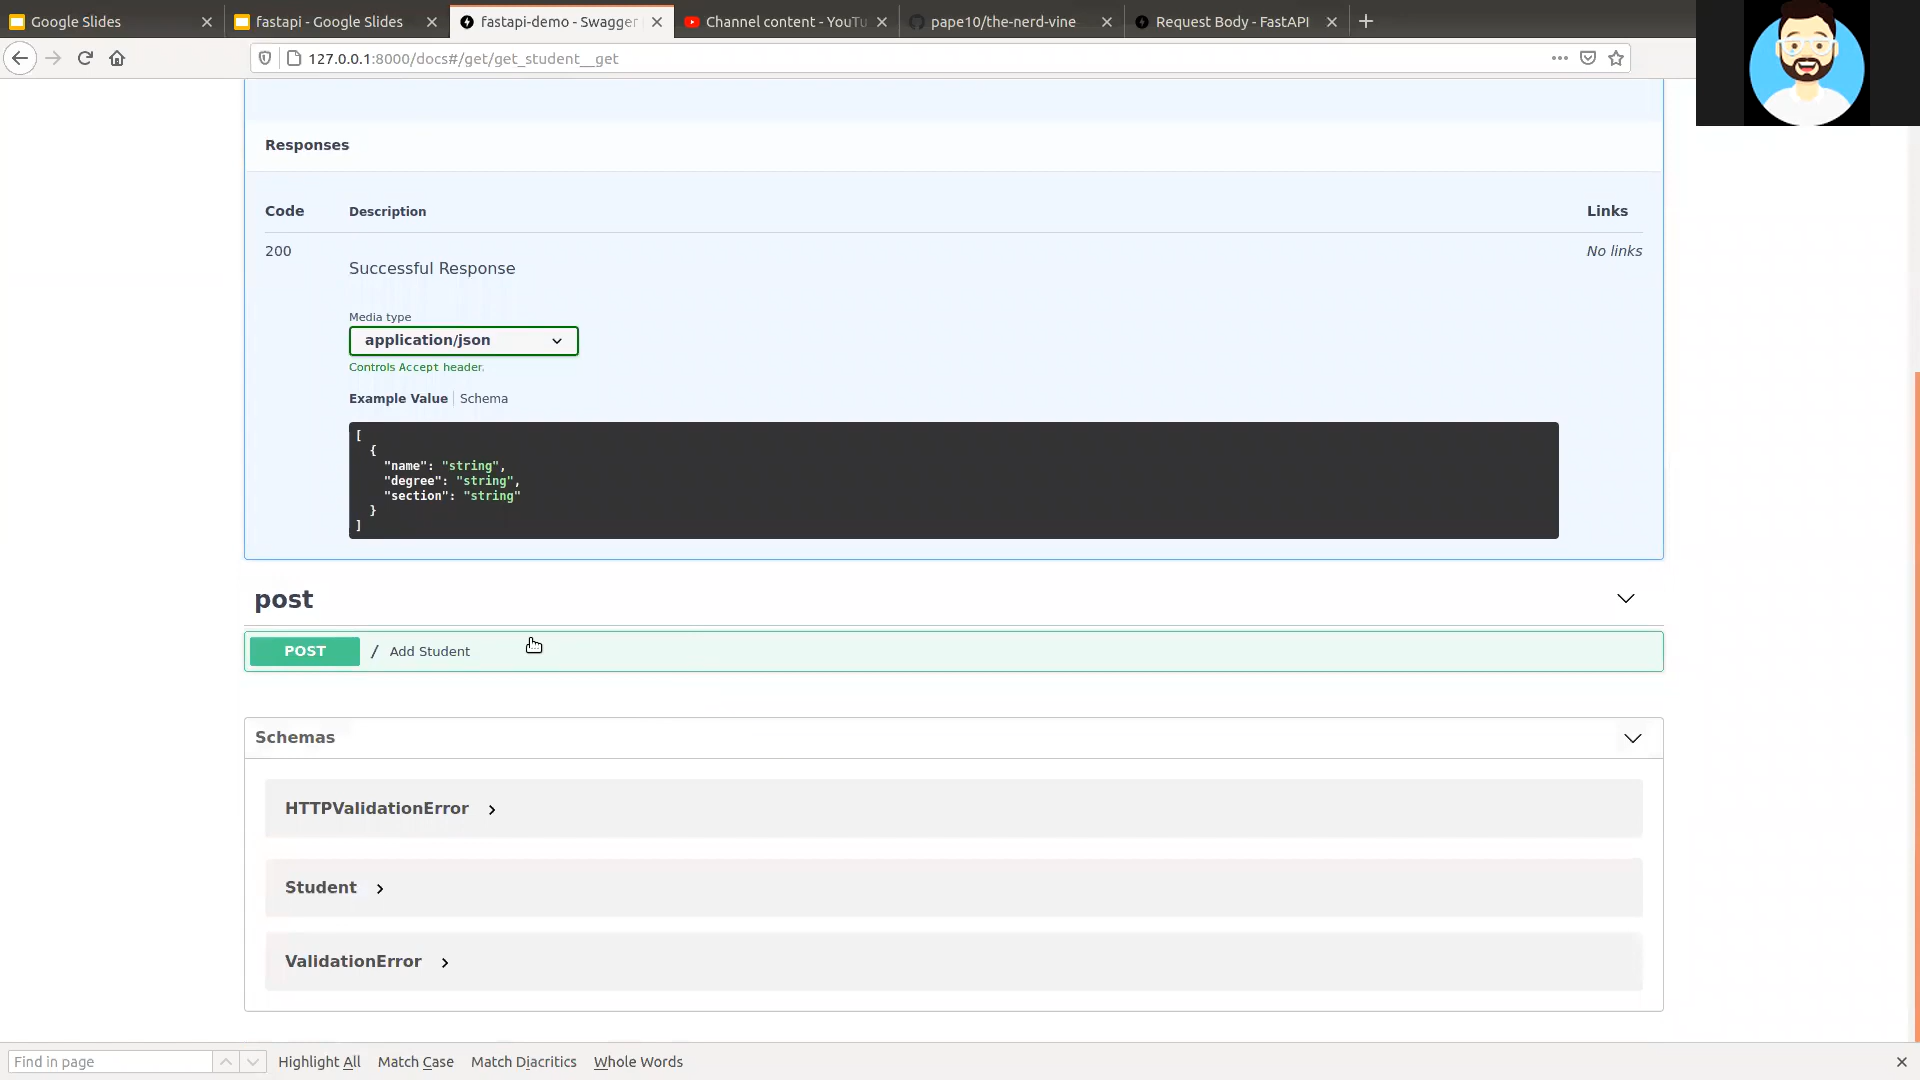 Google Slides
fastapi - Google Slides
fastapi-demo - Swagger
Channel content - YouTu
pape10/the-nerd-vine
Request Body - FastAPI
127.0.0.1:8000/docs#/get/get_student__get
Responses
Code Description Links
200 No links
Successful Response
Media type
application/json
Controls Accept header.
Example Value Schema
[
{
"name": "string",
"degree": "string",
"section": "string"
}
]
post
POST / Add Student
Schemas
HTTPValidationError
Student
ValidationError
Find in page Highlight All Match Case Match Diacritics Whole Words